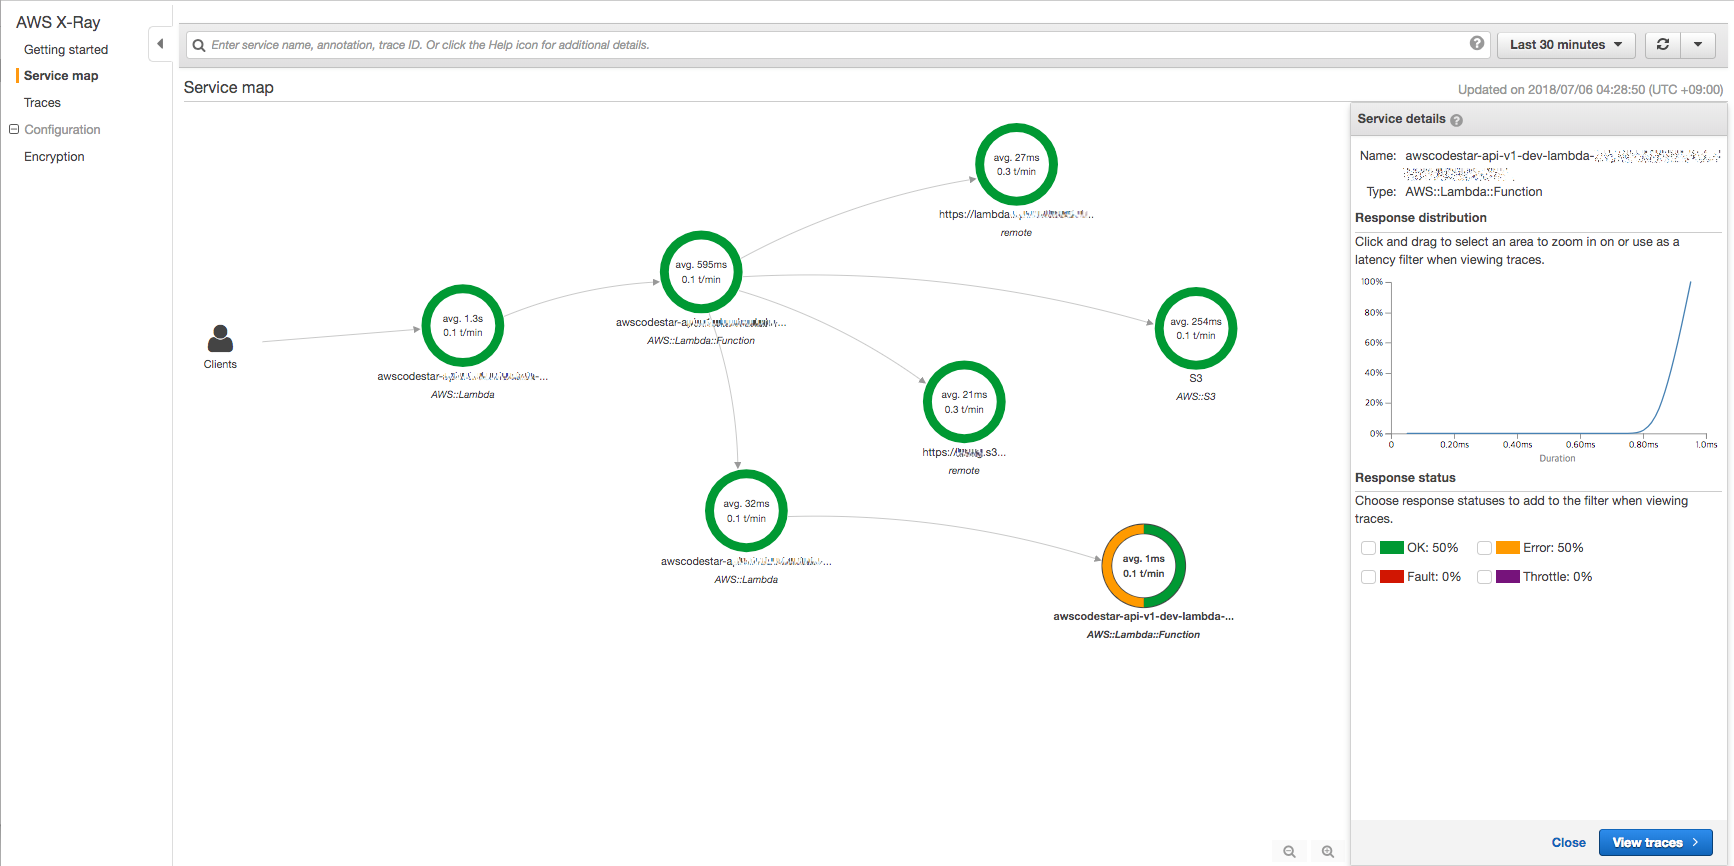 AWS X-Ray
Getting started
Service map
Traces
Configuration
Encryption
Enter service name, annotation, trace ID. Or click the Help icon for additional details.
Last 30 minutes
Service map
Updated on 2018/07/06 04:28:50 (UTC +09:00)
Clients
avg. 1.3s
0.1 t/min
awscodestar-
AWS::Lambda
avg. 595ms
0.1 t/min
awscodestar-a
AWS::Lambda::Function
avg. 27ms
0.3 t/min
https://lambda.
remote
avg. 254ms
0.1 t/min
S3
AWS::S3
avg. 21ms
0.3 t/min
https:// .s3...
remote
avg. 32ms
0.1 t/min
awscodestar-a
AWS::Lambda
avg. 1ms
0.1 t/min
awscodestar-api-v1-dev-lambda-...
AWS::Lambda::Function
Service details
Name: awscodestar-api-v1-dev-lambda-
Type: AWS::Lambda::Function
Response distribution
Click and drag to select an area to zoom in on or use as a
latency filter when viewing traces.
100%
80%
60%
40%
20%
0%
0 0.20ms 0.40ms 0.60ms 0.80ms 1.0ms
Duration
Response status
Choose response statuses to add to the filter when viewing
traces.
OK: 50% Error: 50%
Fault: 0% Throttle: 0%
Close View traces